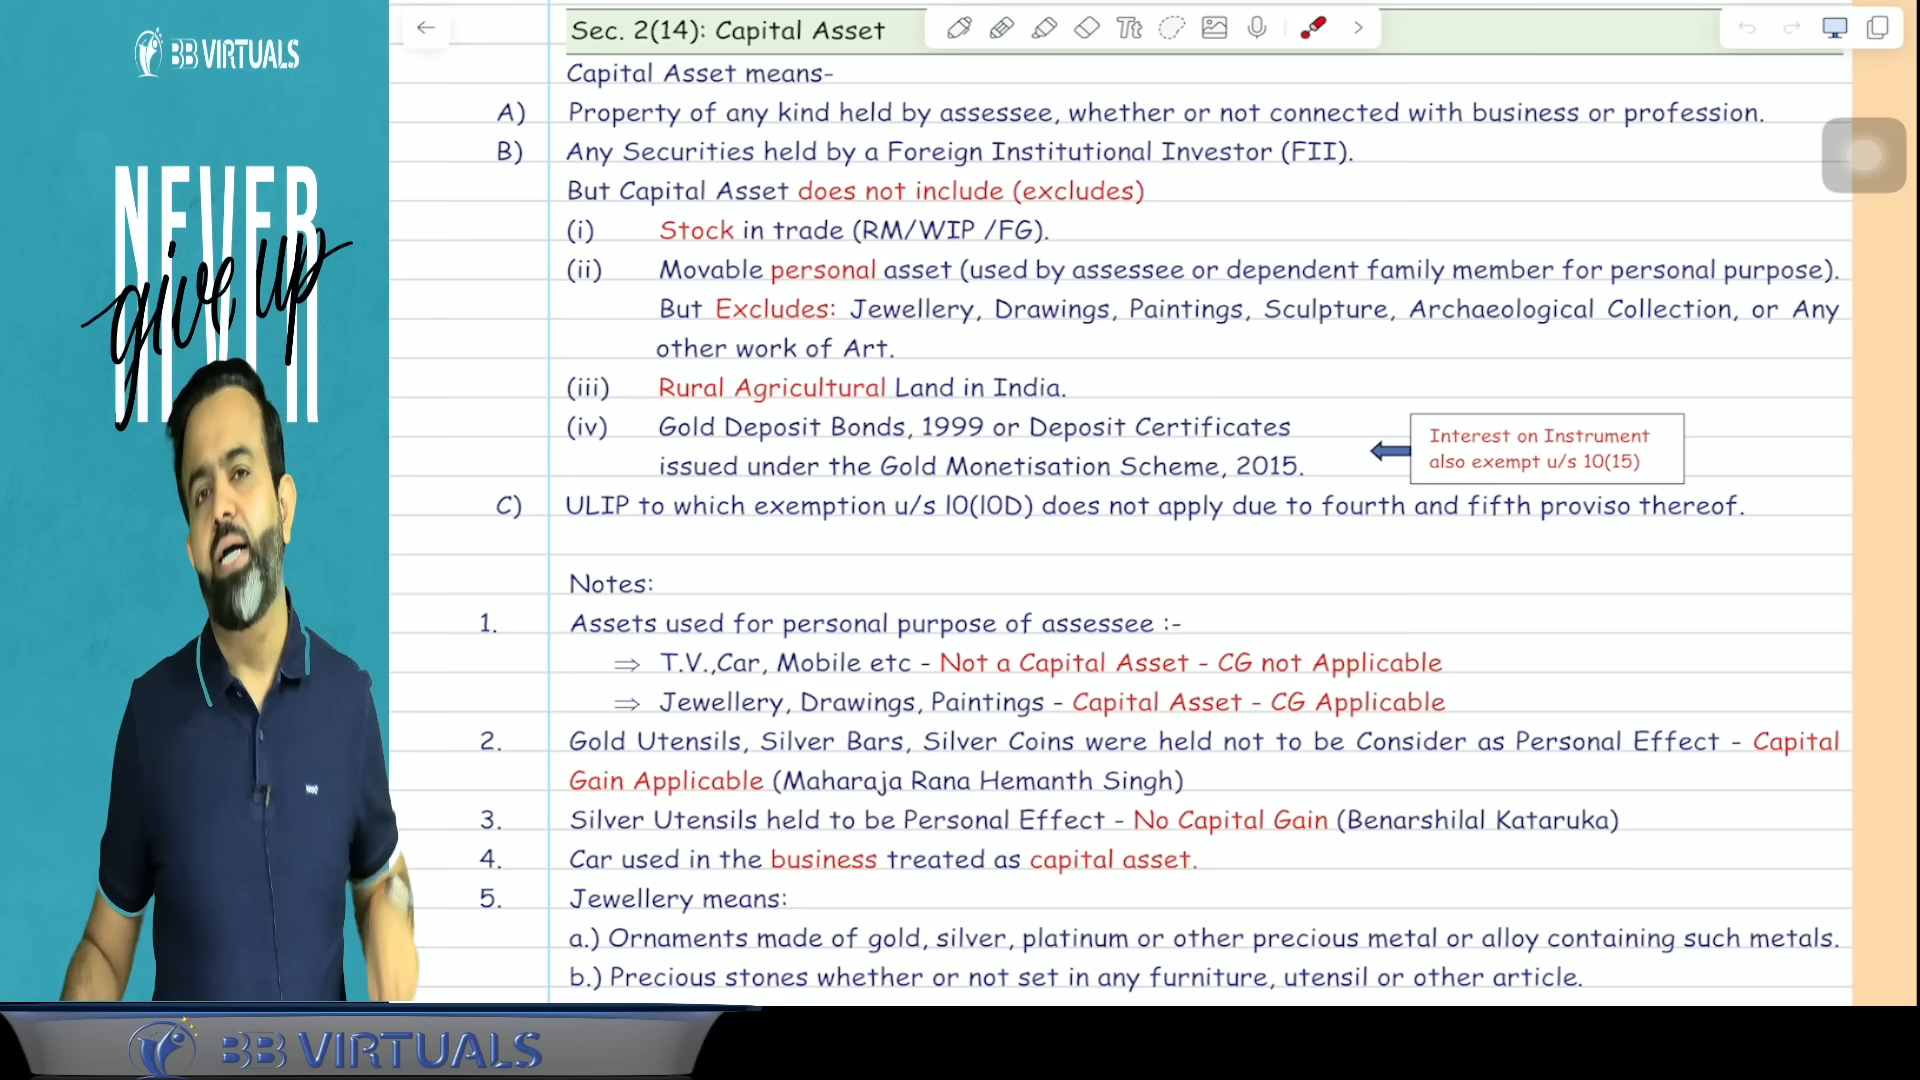 BB VIRTUALS
NEVER
give up
Sec. 2(14): Capital Asset
Capital Asset means-
A) Property of any kind held by assessee, whether or not connected with business or profession.
B) Any Securities held by a Foreign Institutional Investor (FII).
But Capital Asset does not include (excludes)
(i) Stock in trade (RM/WIP /FG).
(ii) Movable personal asset (used by assessee or dependent family member for personal purpose).
But Excludes: Jewellery, Drawings, Paintings, Sculpture, Archaeological Collection, or Any
other work of Art.
(iii) Rural Agricultural Land in India.
(iv) Gold Deposit Bonds, 1999 or Deposit Certificates
issued under the Gold Monetisation Scheme, 2015.
Interest on Instrument
also exempt u/s 10(15)
C) ULIP to which exemption u/s l0(l0D) does not apply due to fourth and fifth proviso thereof.
Notes:
1. Assets used for personal purpose of assessee :-
⇒ T.V.,Car, Mobile etc - Not a Capital Asset - CG not Applicable
⇒ Jewellery, Drawings, Paintings - Capital Asset - CG Applicable
2. Gold Utensils, Silver Bars, Silver Coins were held not to be Consider as Personal Effect - Capital
Gain Applicable (Maharaja Rana Hemanth Singh)
3. Silver Utensils held to be Personal Effect - No Capital Gain (Benarshilal Kataruka)
4. Car used in the business treated as capital asset.
5. Jewellery means:
a.) Ornaments made of gold, silver, platinum or other precious metal or alloy containing such metals.
b.) Precious stones whether or not set in any furniture, utensil or other article.
BB VIRTUALS